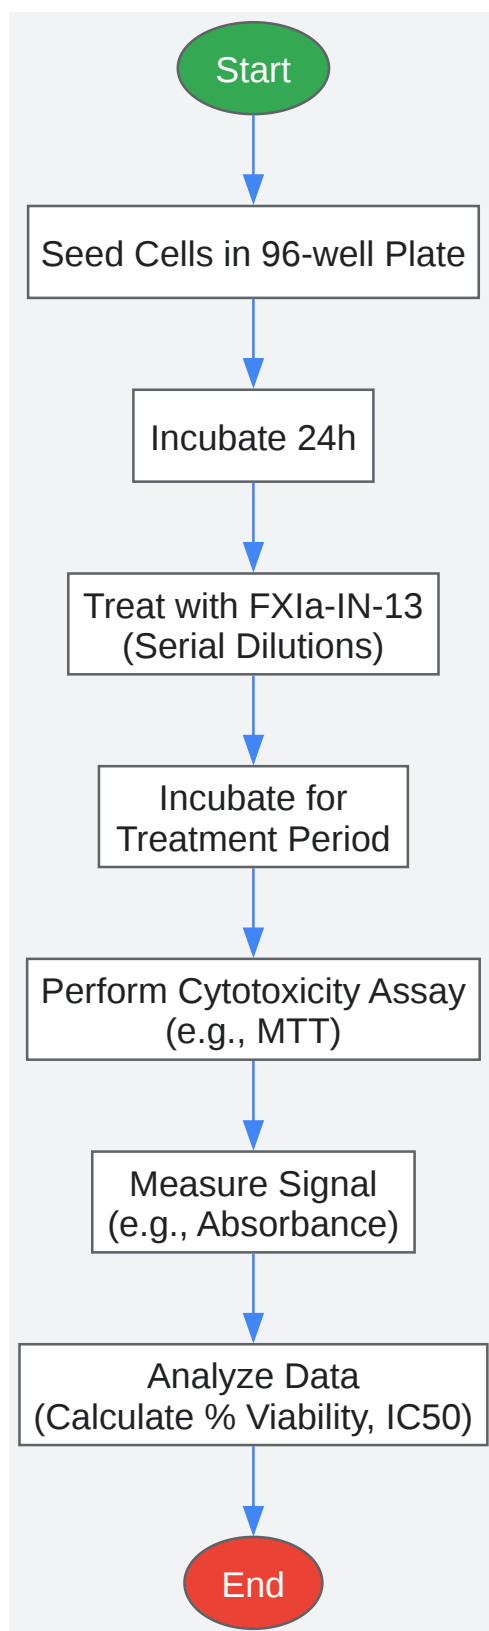 Start
Seed Cells in 96-well Plate
Incubate 24h
Treat with FXIa-IN-13
(Serial Dilutions)
Incubate for
Treatment Period
Perform Cytotoxicity Assay
(e.g., MTT)
Measure Signal
(e.g., Absorbance)
Analyze Data
(Calculate % Viability, IC50)
End